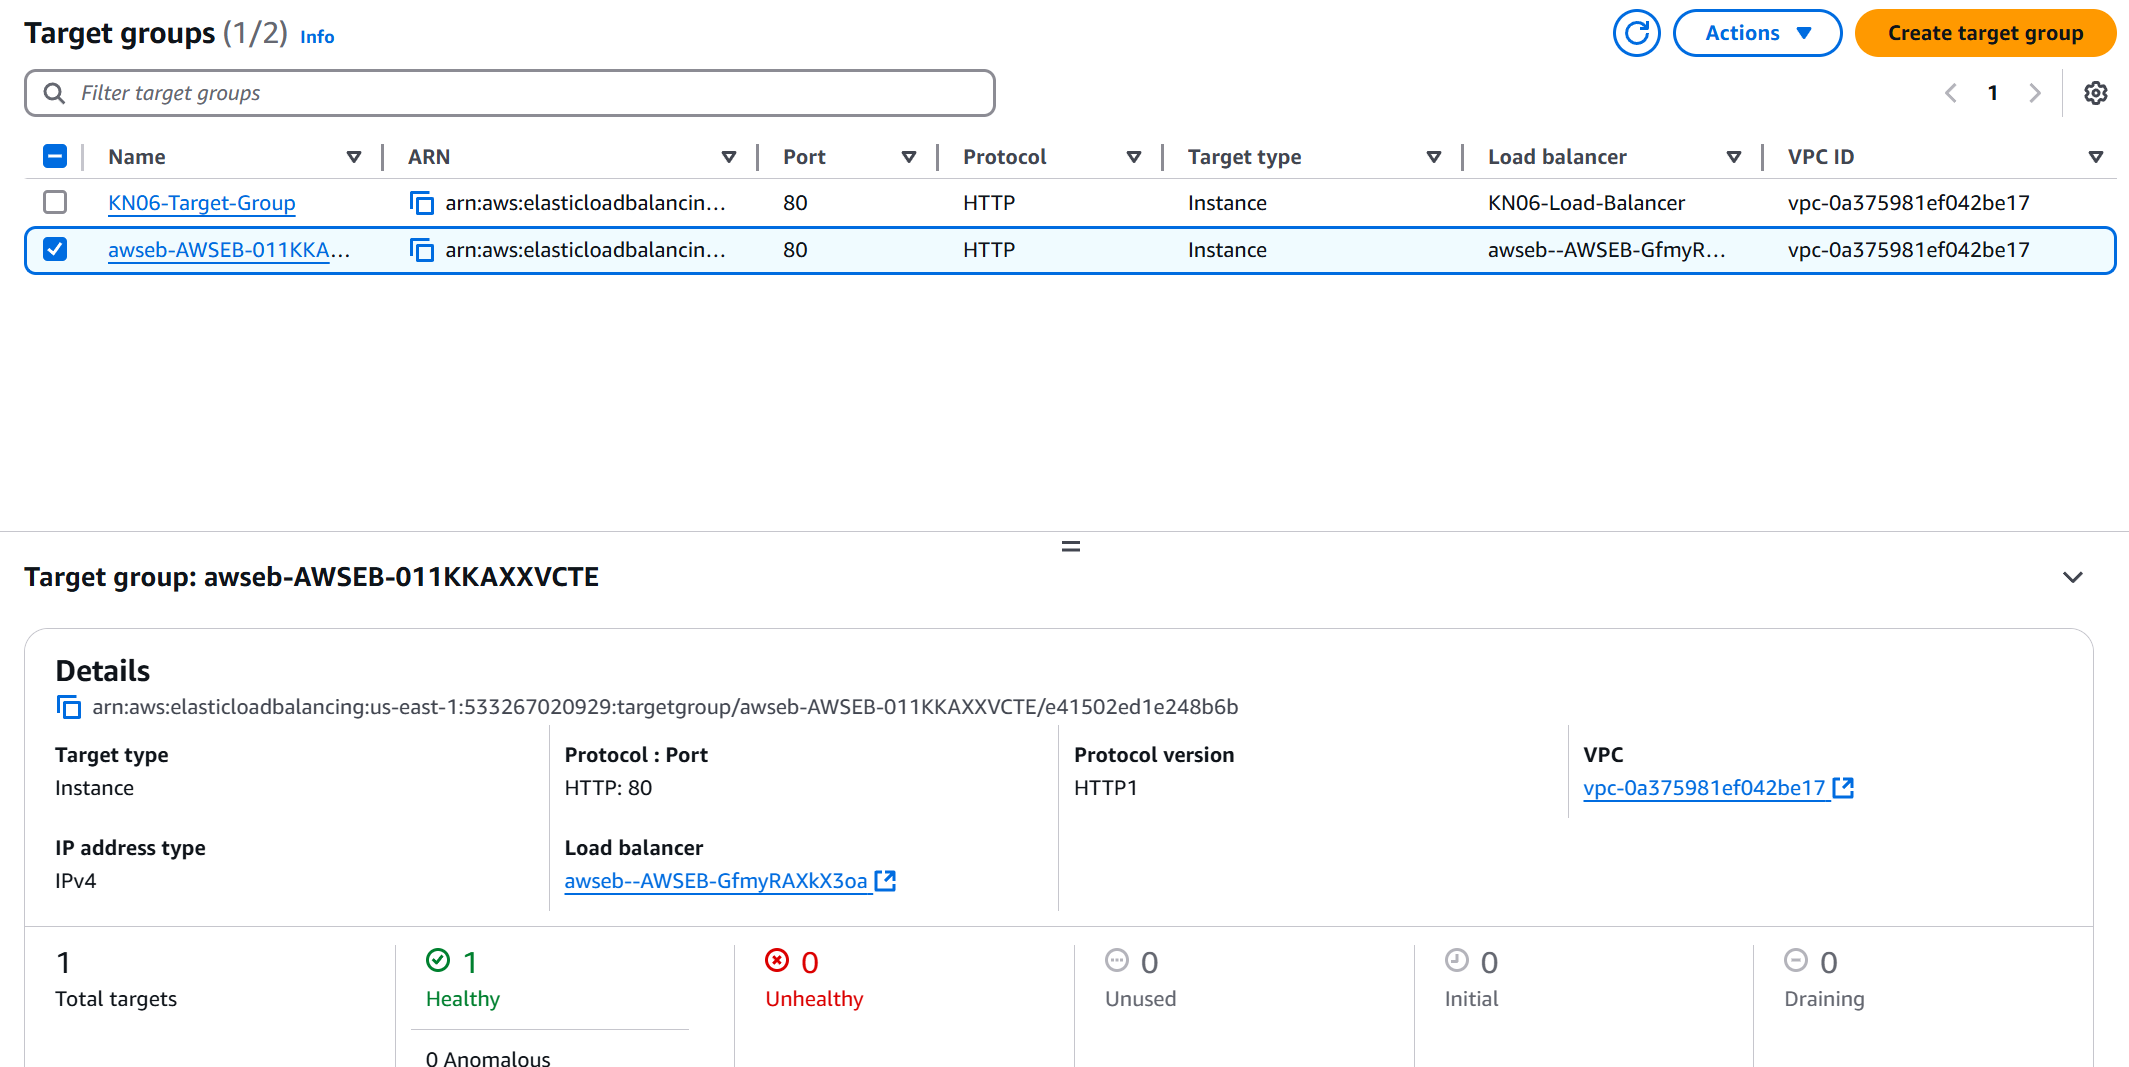 Target groups (1/2) Info
Actions
Create target group
Filter target groups
1
Name ARN Port Protocol Target type Load balancer VPC ID
KN06-Target-Group arn:aws:elasticloadbalancin… 80 HTTP Instance KN06-Load-Balancer vpc-0a375981ef042be17
awseb-AWSEB-011KKA… arn:aws:elasticloadbalancin… 80 HTTP Instance awseb--AWSEB-GfmyR… vpc-0a375981ef042be17
Target group: awseb-AWSEB-011KKAXXVCTE
Details
arn:aws:elasticloadbalancing:us-east-1:533267020929:targetgroup/awseb-AWSEB-011KKAXXVCTE/e41502ed1e248b6b
Target type Protocol : Port Protocol version VPC
Instance HTTP: 80 HTTP1 vpc-0a375981ef042be17
IP address type Load balancer
IPv4 awseb--AWSEB-GfmyRAXkX3oa
1 1 0 0 0 0
Total targets Healthy Unhealthy Unused Initial Draining
0 Anomalous